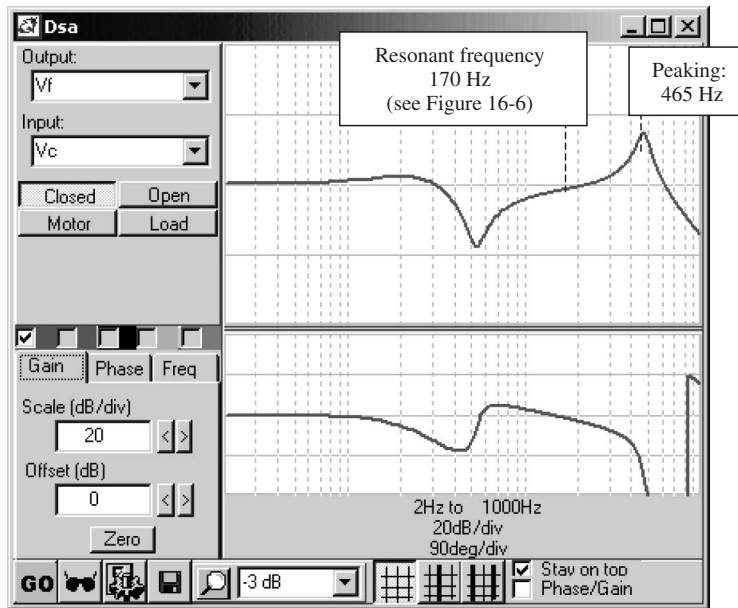 Dsa
Output:
Vf
Input:
Vc
Closed
Open
Motor
Load
Resonant frequency
170 Hz
(see Figure 16-6)
Peaking:
465 Hz
Gain
Phase
Freq
Scale (dB/div)
20
< >
Offset (dB)
0
< >
Zero
2Hz to 1000Hz
20dB/div
90deg/div
GO
-3 dB
Stay on top
Phase/Gain